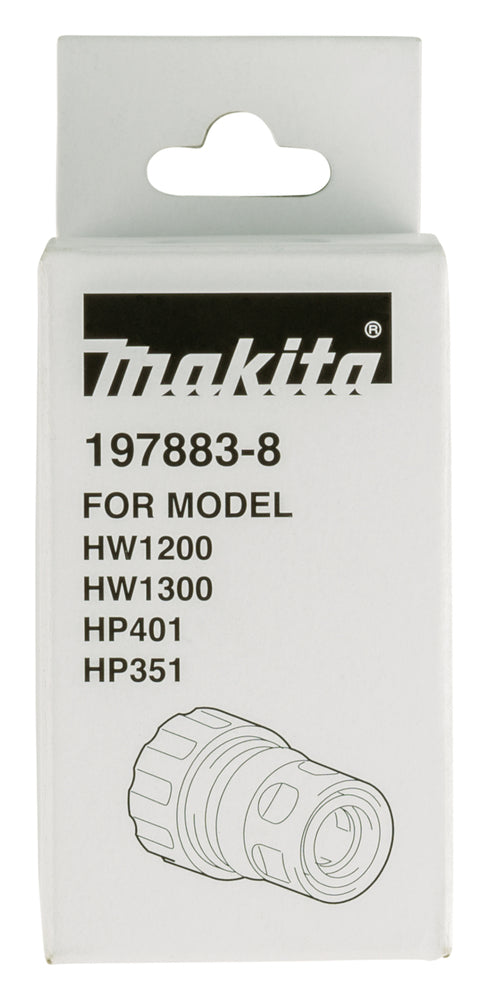 makita®
197883-8
FOR MODEL
HW1200
HW1300
HP401
HP351